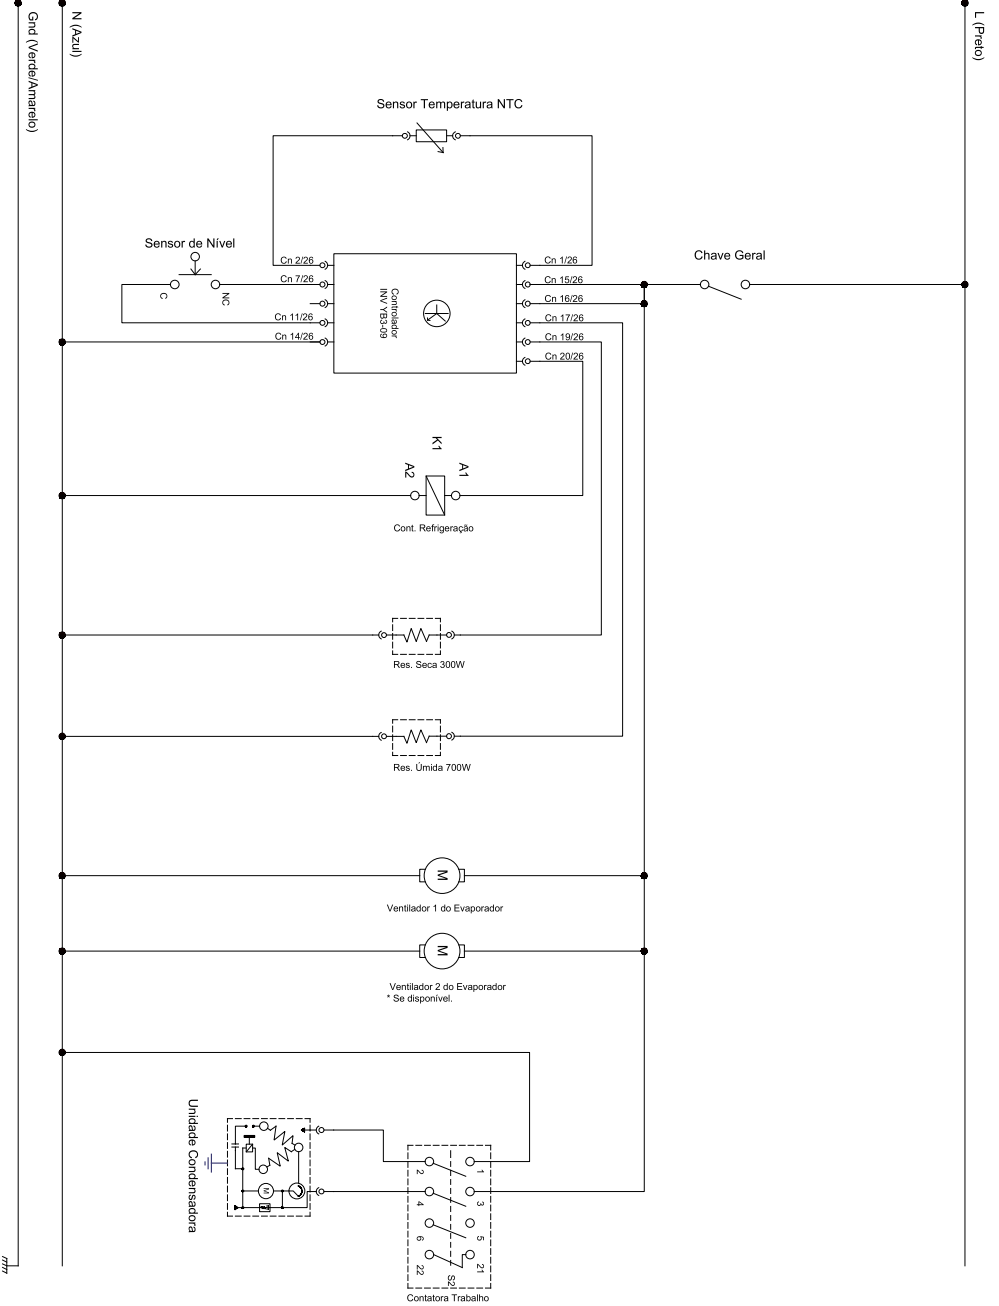 Gnd (Verde/Amarelo)
N (Azul)
L (Preto)
Sensor Temperatura NTC
Sensor de Nível
C
NC
Chave Geral
Cn 2/26
Cn 7/26
Cn 11/26
Cn 14/26
Controlador
INV YB3-09
Cn 1/26
Cn 15/26
Cn 16/26
Cn 17/26
Cn 19/26
Cn 20/26
K1
A2
A1
Cont. Refrigeração
Res. Seca 300W
Res. Úmida 700W
M
Ventilador 1 do Evaporador
M
Ventilador 2 do Evaporador
* Se disponível.
Unidade Condensadora
M
2
1
4
3
6
5
22
21
S2
Contatora Trabalho